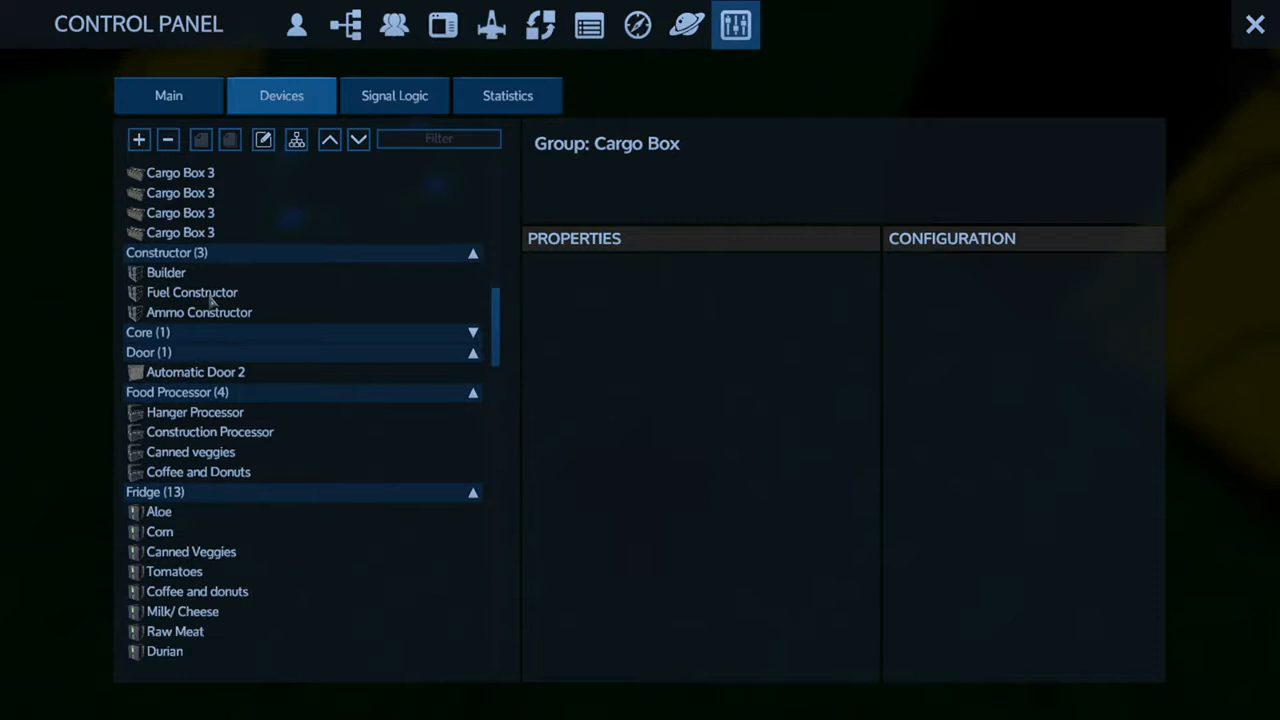 CONTROL PANEL
Main
Devices
Signal Logic
Statistics
Filter
Cargo Box 3
Cargo Box 3
Cargo Box 3
Cargo Box 3
Constructor (3)
Builder
Fuel Constructor
Ammo Constructor
Core (1)
Door (1)
Automatic Door 2
Food Processor (4)
Hanger Processor
Construction Processor
Canned veggies
Coffee and Donuts
Fridge (13)
Aloe
Corn
Canned Veggies
Tomatoes
Coffee and donuts
Milk/ Cheese
Raw Meat
Durian
Group: Cargo Box
PROPERTIES
CONFIGURATION